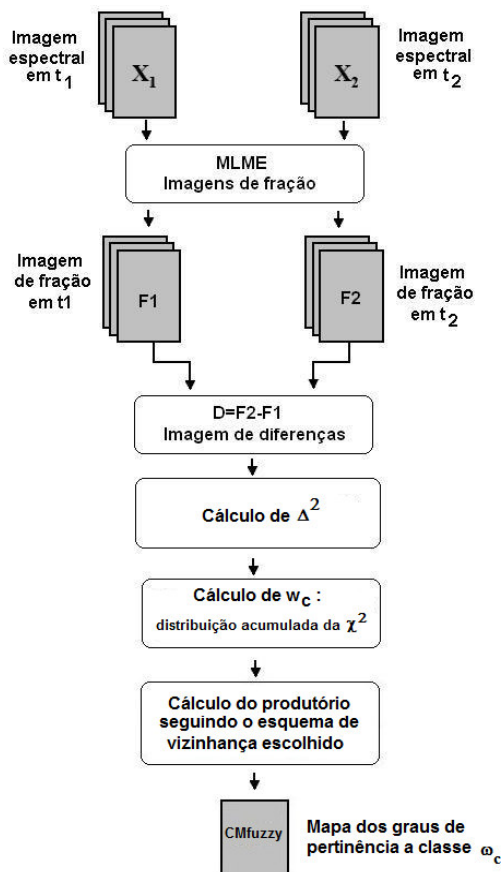 Imagem
espectral
em t1
X1
X2
Imagem
espectral
em t2
MLME
Imagens de fração
Imagem
de fração
em t1
F1
F2
Imagem
de fração
em t2
D=F2-F1
Imagem de diferenças
Cálculo de Δ²
Cálculo de wc :
distribuição acumulada da χ²
Cálculo do produtório
seguindo o esquema de
vizinhança escolhido
CMfuzzy
Mapa dos graus de
pertinência a classe ωc